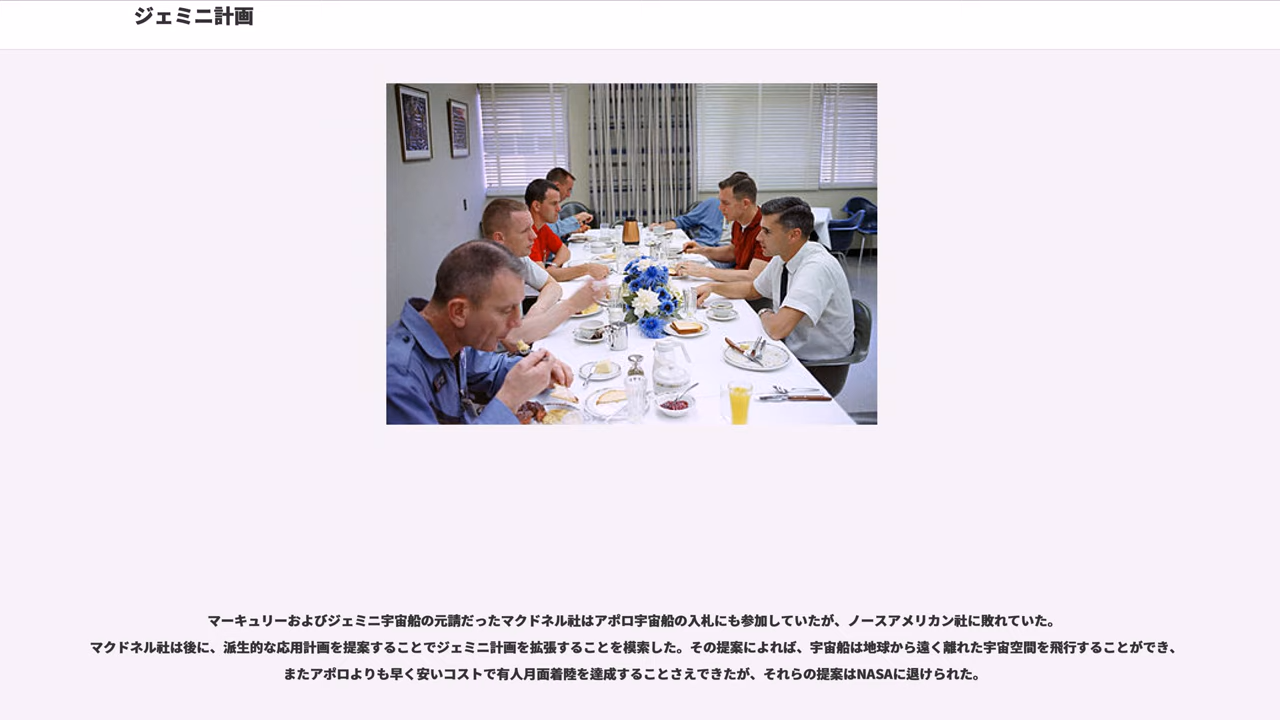 ジェミニ計画
マーキュリーおよびジェミニ宇宙船の元請だったマクドネル社はアポロ宇宙船の入札にも参加していたが、ノースアメリカン社に敗れていた。
マクドネル社は後に、派生的な応用計画を提案することでジェミニ計画を拡張することを模索した。その提案によれば、宇宙船は地球から遠く離れた宇宙空間を飛行することができ、
またアポロよりも早く安いコストで有人月面着陸を達成することさえできたが、それらの提案はNASAに退けられた。